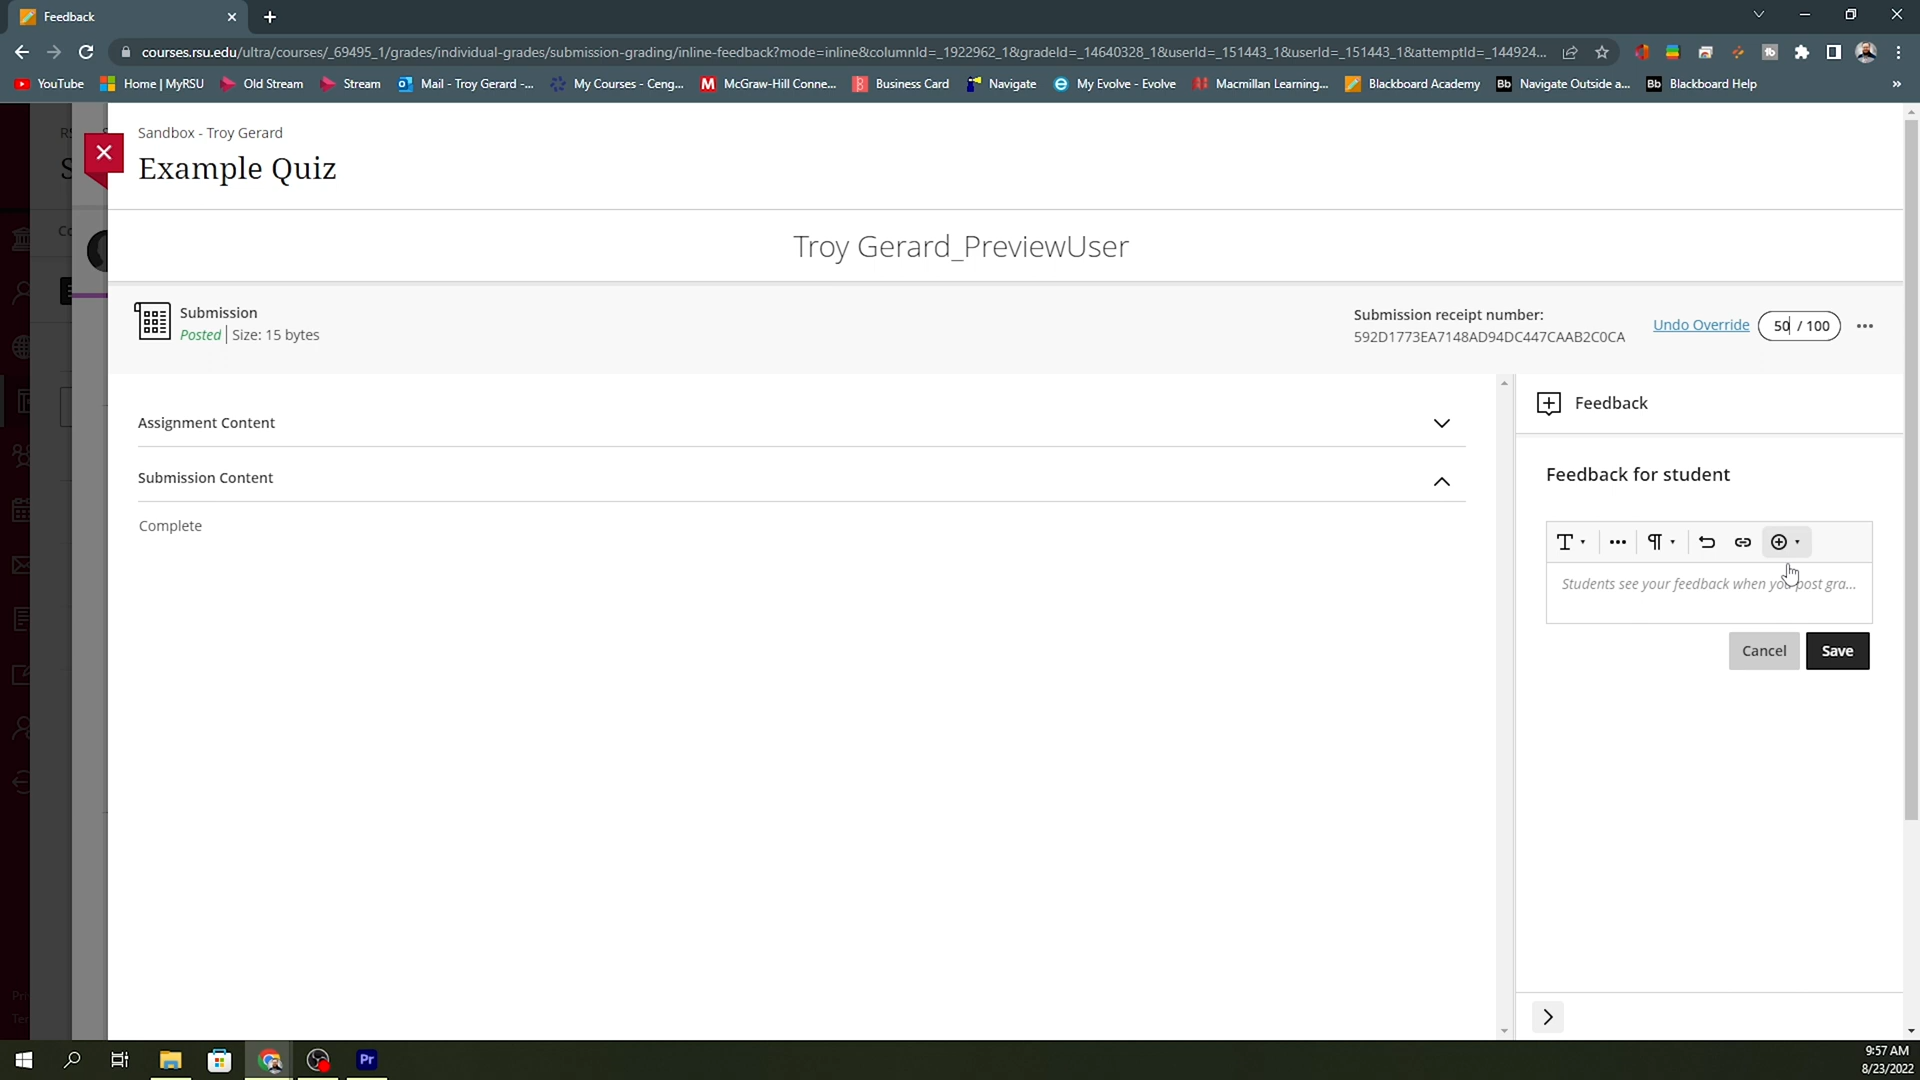 Feedback
courses.rsu.edu/ultra/courses/_69495_1/grades/individual-grades/submission-grading/inline-feedback?mode=inline&columnId=_1922962_1&gradeId=_14640328_1&userId=_151443_1&userId=_151443_1&attemptId=_144924...
YouTube Home | MyRSU Old Stream Stream Mail - Troy Gerard -... My Courses - Ceng... McGraw-Hill Conne... Business Card Navigate My Evolve - Evolve Macmillan Learning... Blackboard Academy Bb Navigate Outside a... Bb Blackboard Help »
Sandbox - Troy Gerard
Example Quiz
Troy Gerard_PreviewUser
Submission
Posted | Size: 15 bytes
Submission receipt number:
592D1773EA7148AD94DC447CAAB2C0CA
Undo Override 50 / 100
Assignment Content
Submission Content
Complete
Feedback
Feedback for student
Students see your feedback when you post gra...
Cancel Save
Pr
9:57 AM
8/23/2022